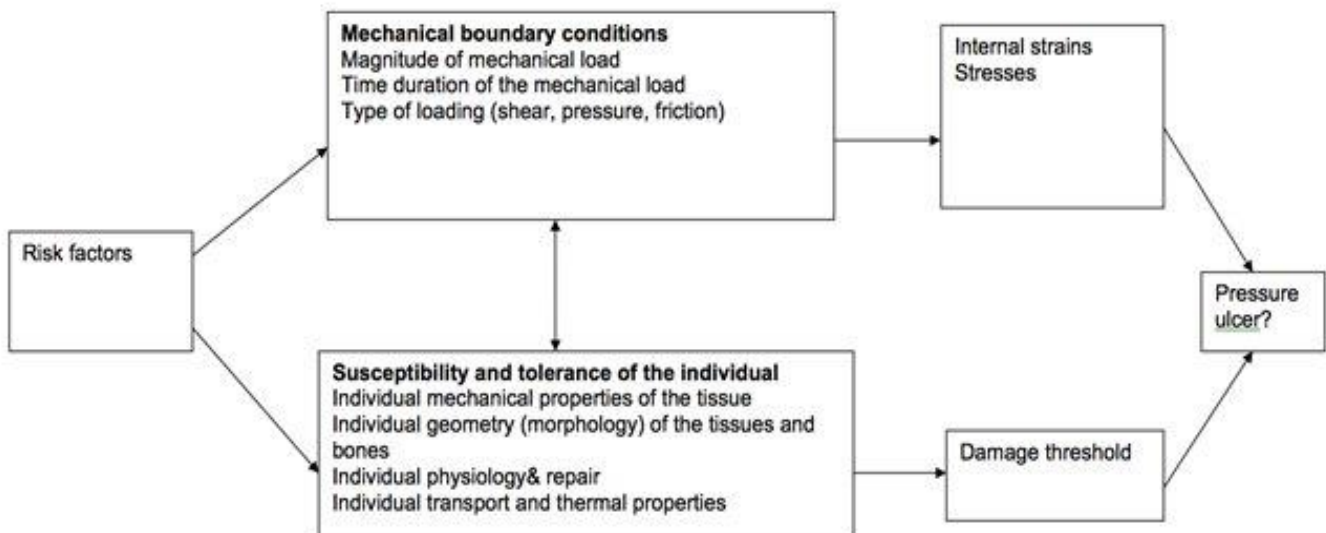 Mechanical boundary conditions
Magnitude of mechanical load
Time duration of the mechanical load
Type of loading (shear, pressure, friction)
Internal strains
Stresses
Risk factors
Pressure
ulcer?
Susceptibility and tolerance of the individual
Individual mechanical properties of the tissue
Individual geometry (morphology) of the tissues and
bones
Individual physiology& repair
Individual transport and thermal properties
Damage threshold